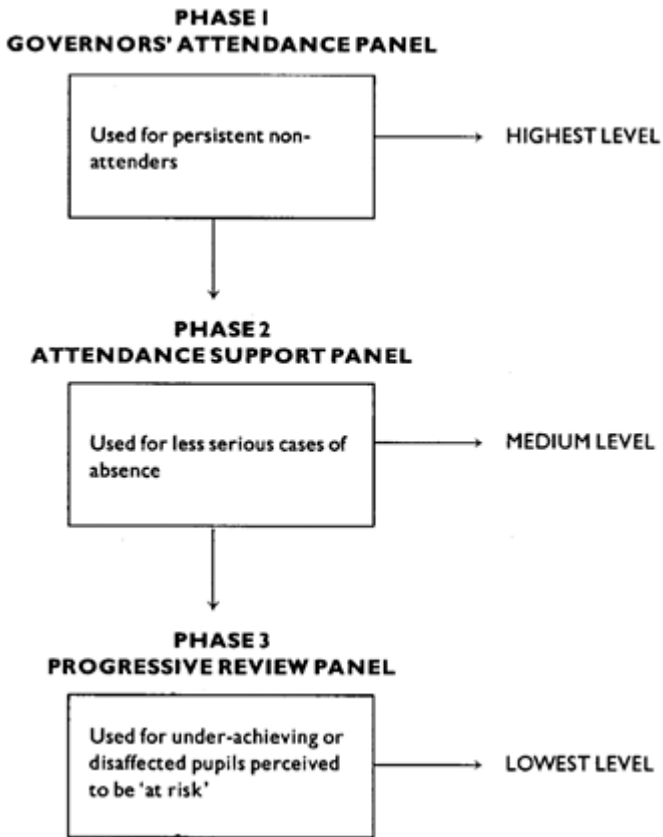 PHASE 1
GOVERNORS' ATTENDANCE PANEL
Used for persistent non-
attenders
HIGHEST LEVEL
PHASE 2
ATTENDANCE SUPPORT PANEL
Used for less serious cases of
absence
MEDIUM LEVEL
PHASE 3
PROGRESSIVE REVIEW PANEL
Used for under-achieving or
disaffected pupils perceived
to be 'at risk'
LOWEST LEVEL